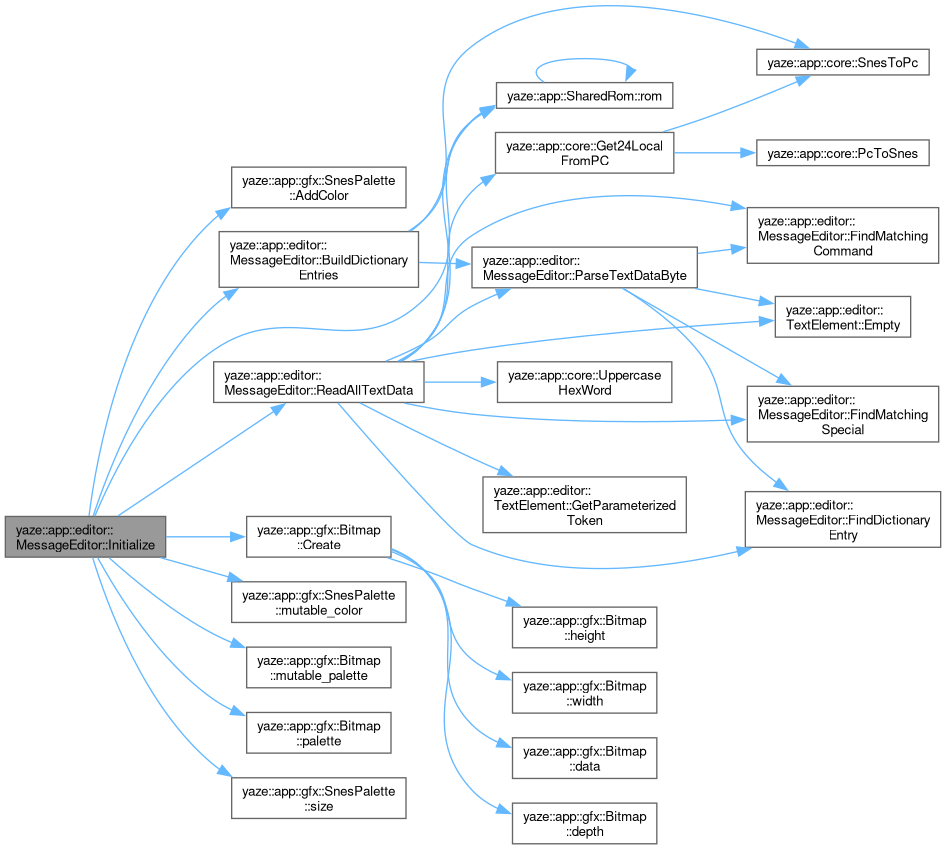 yaze::app::editor::
MessageEditor::Initialize
yaze::app::gfx::SnesPalette
::AddColor
yaze::app::editor::
MessageEditor::BuildDictionary
Entries
yaze::app::editor::
MessageEditor::ReadAllTextData
yaze::app::gfx::Bitmap
::Create
yaze::app::gfx::SnesPalette
::mutable_color
yaze::app::gfx::Bitmap
::mutable_palette
yaze::app::gfx::Bitmap
::palette
yaze::app::gfx::SnesPalette
::size
yaze::app::SharedRom::rom
yaze::app::core::Get24Local
FromPC
yaze::app::editor::
MessageEditor::ParseTextDataByte
yaze::app::core::Uppercase
HexWord
yaze::app::editor::
TextElement::GetParameterized
Token
yaze::app::gfx::Bitmap
::height
yaze::app::gfx::Bitmap
::width
yaze::app::gfx::Bitmap
::data
yaze::app::gfx::Bitmap
::depth
yaze::app::core::SnesToPc
yaze::app::core::PcToSnes
yaze::app::editor::
MessageEditor::FindMatching
Command
yaze::app::editor::
TextElement::Empty
yaze::app::editor::
MessageEditor::FindMatching
Special
yaze::app::editor::
MessageEditor::FindDictionary
Entry